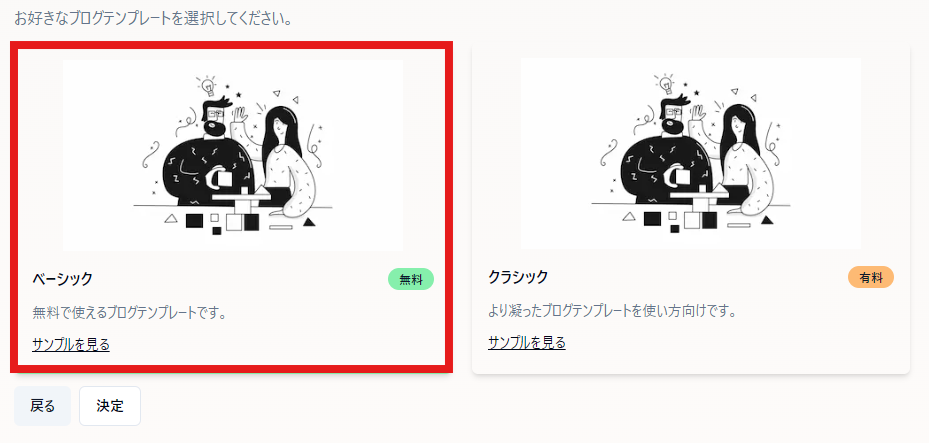 お好きなブログテンプレートを選択してください。
ベーシック
無料
無料で使えるブログテンプレートです。
サンプルを見る
クラシック
有料
より凝ったブログテンプレートを使い方向けです。
サンプルを見る
戻る
決定